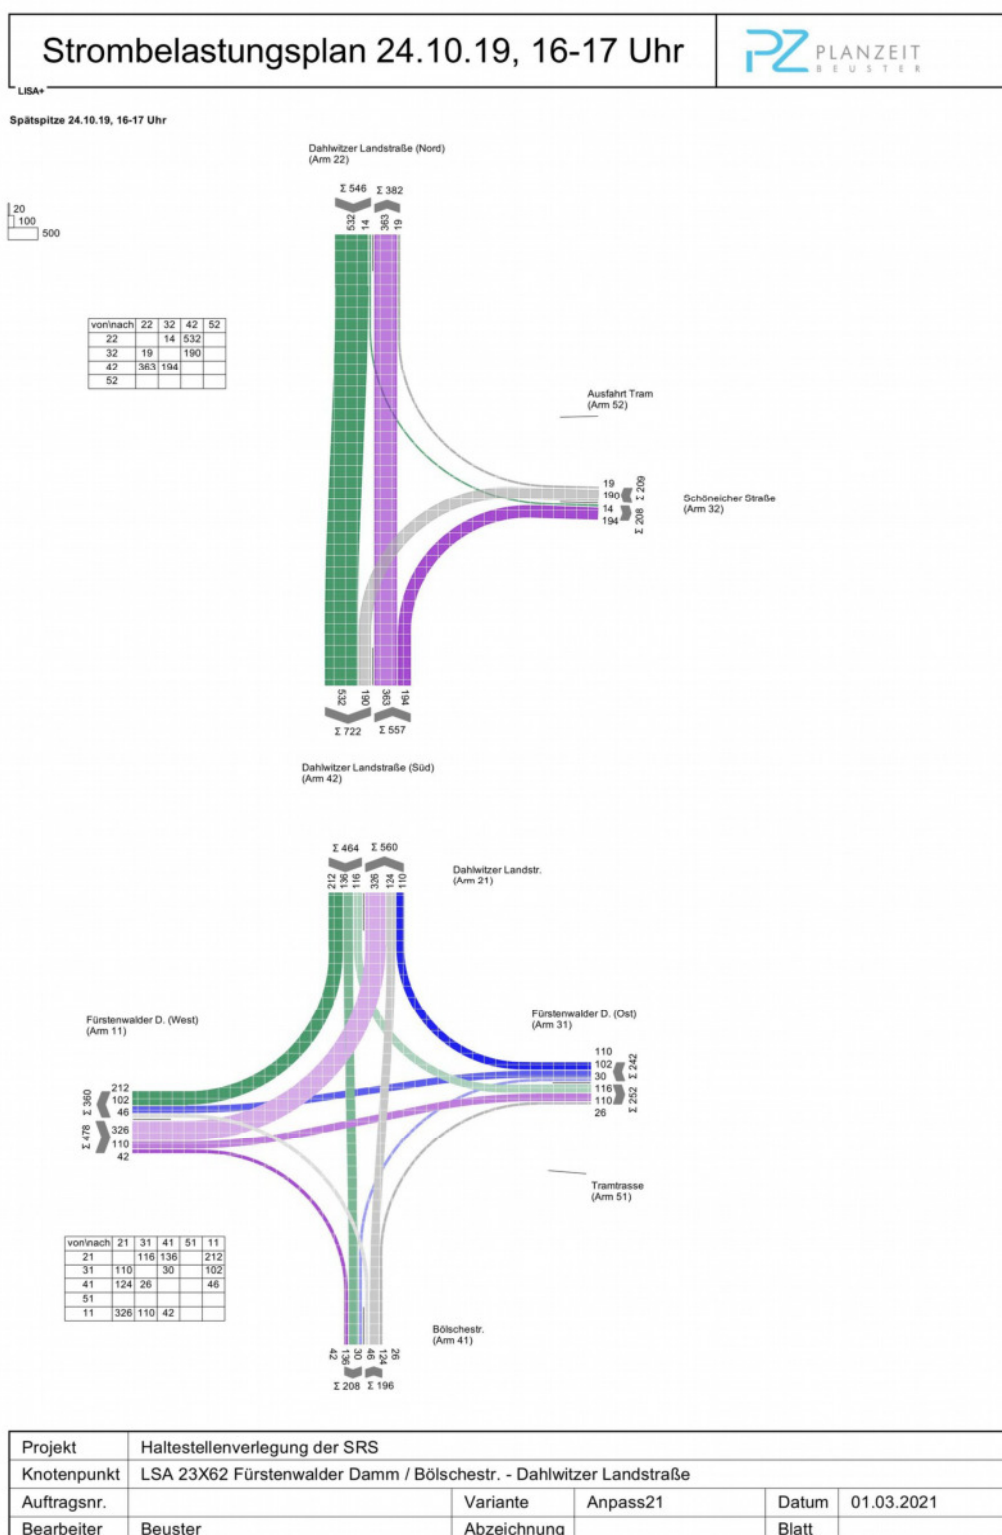 Strombelastungsplan 24.10.19, 16-17 Uhr
PZ PLANZEIT
BEUSTER
LISA+
Spätspitze 24.10.19, 16-17 Uhr
Dahlwitzer Landstraße (Nord)
(Arm 22)
Σ 546 Σ 382
532 14 363 19
20
100
500
von\nach 22 32 42 52
22 14 532
32 19 190
42 363 194
52
Ausfahrt Tram
(Arm 52)
19
190
Σ 209
14
194
Σ 208
Schöneicher Straße
(Arm 32)
532 190 363 194
Σ 722 Σ 557
Dahlwitzer Landstraße (Süd)
(Arm 42)
Σ 464 Σ 560
212 136 116 326 124 110
Dahlwitzer Landstr.
(Arm 21)
Fürstenwalder D. (West)
(Arm 11)
Fürstenwalder D. (Ost)
(Arm 31)
212
102
46
Σ 360
326
110
42
Σ 478
110
102
30
Σ 242
116
110
26
Σ 252
Tramtrasse
(Arm 51)
von\nach 21 31 41 51 11
21 116 136 212
31 110 30 102
41 124 26 46
51
11 326 110 42
Bölschestr.
(Arm 41)
42 136 30 46 124 26
Σ 208 Σ 196
Projekt Haltestellenverlegung der SRS
Knotenpunkt LSA 23X62 Fürstenwalder Damm / Bölschestr. - Dahlwitzer Landstraße
Auftragsnr. Variante Anpass21 Datum 01.03.2021
Bearbeiter Beuster Abzeichnung Blatt